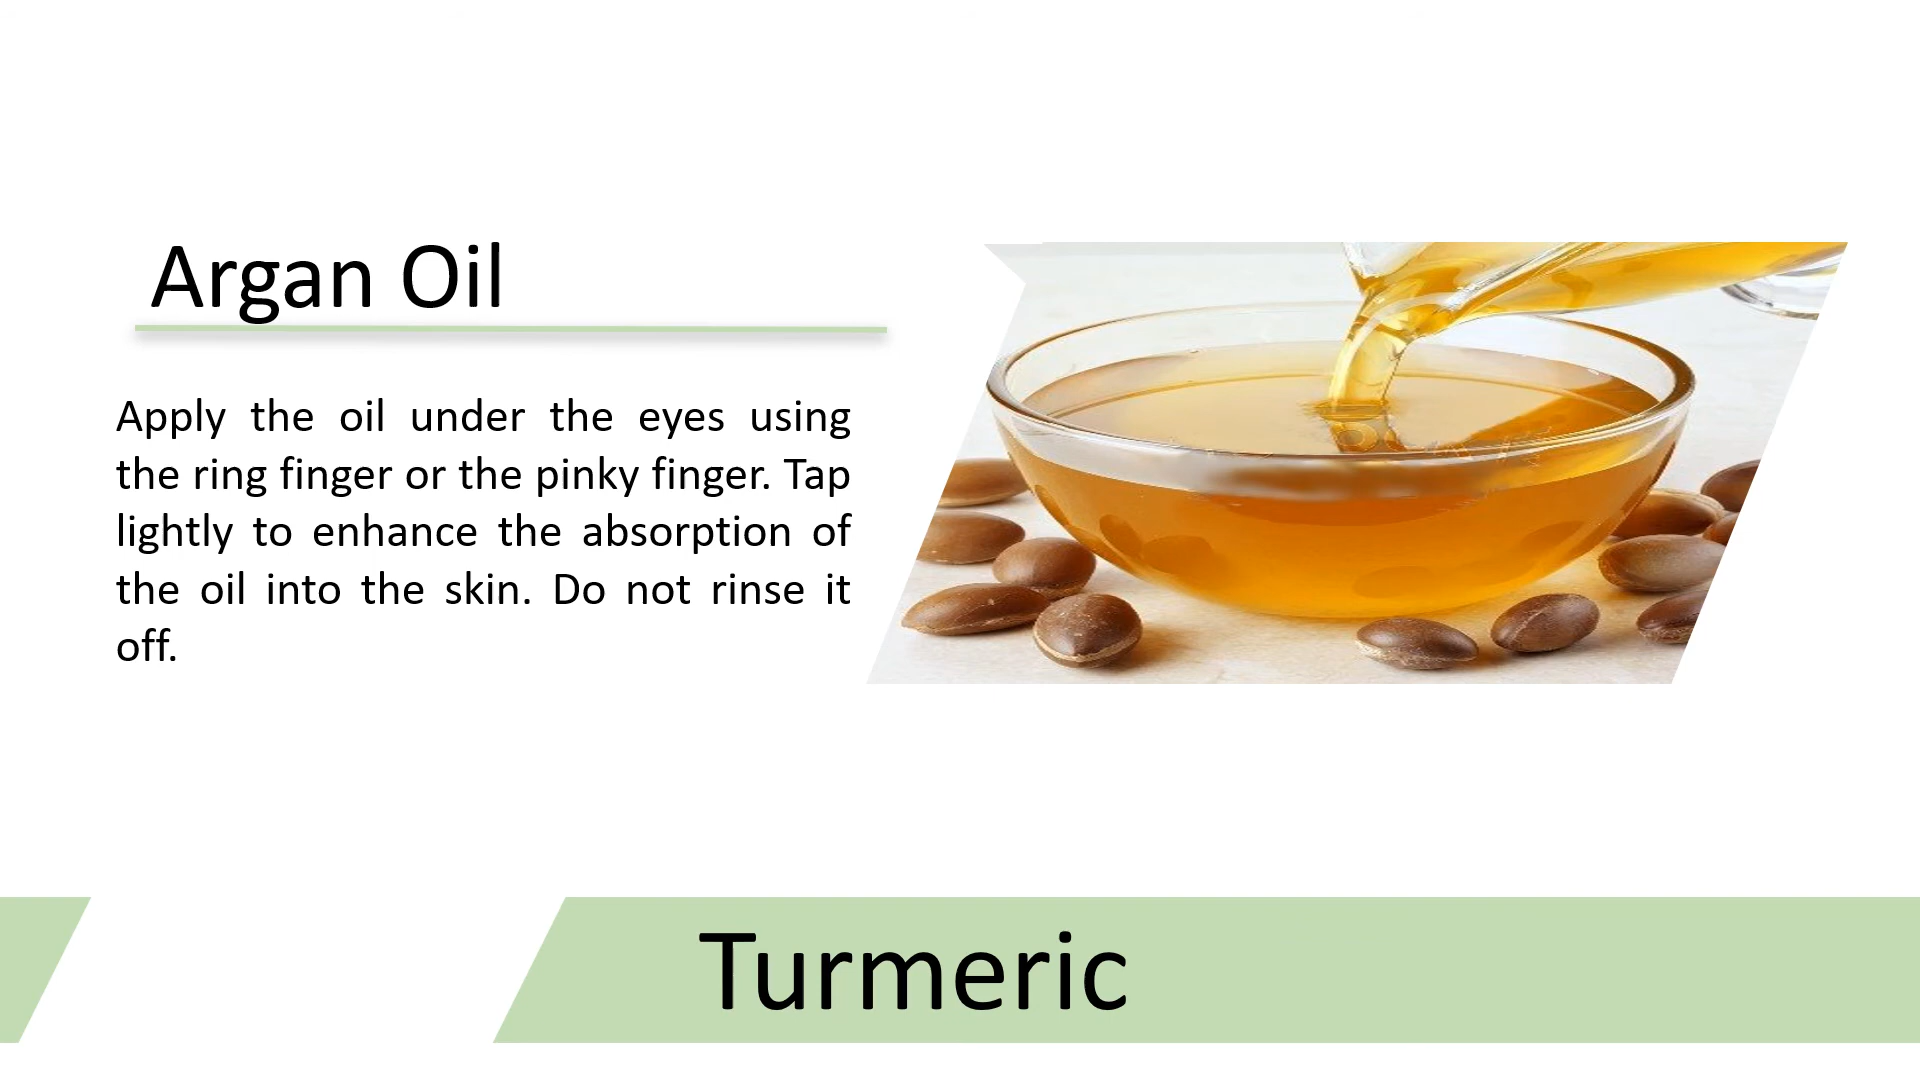 Argan Oil
Apply the oil under the eyes using
the ring finger or the pinky finger. Tap
lightly to enhance the absorption of
the oil into the skin. Do not rinse it
off.
Turmeric